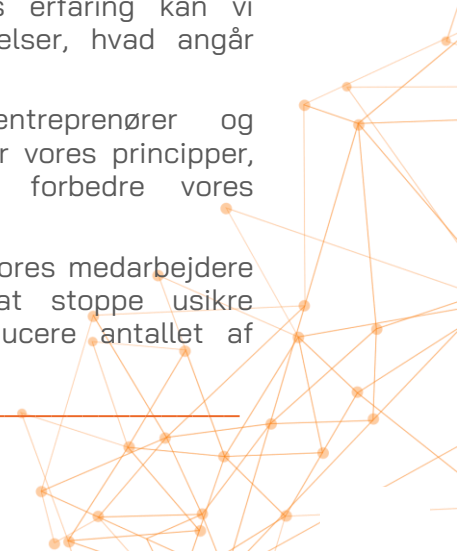 s erfaring kan vi
elser, hvad angår
entreprenører og
r vores principper,
forbedre vores
ores medarbejdere
at stoppe usikre
ucere antallet af